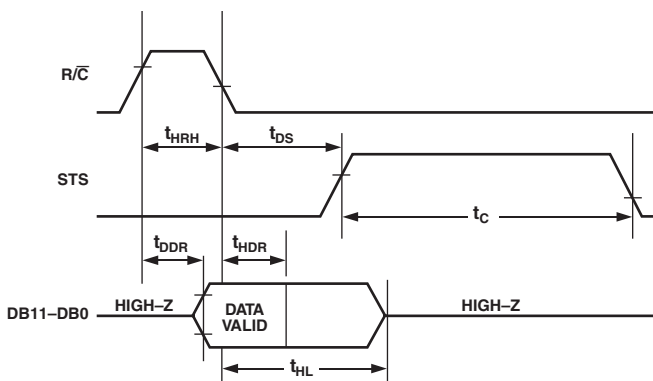 R/C̅
tHRH
tDS
STS
tC
tDDR
tHDR
DB11–DB0
HIGH–Z
DATA
VALID
HIGH–Z
tHL